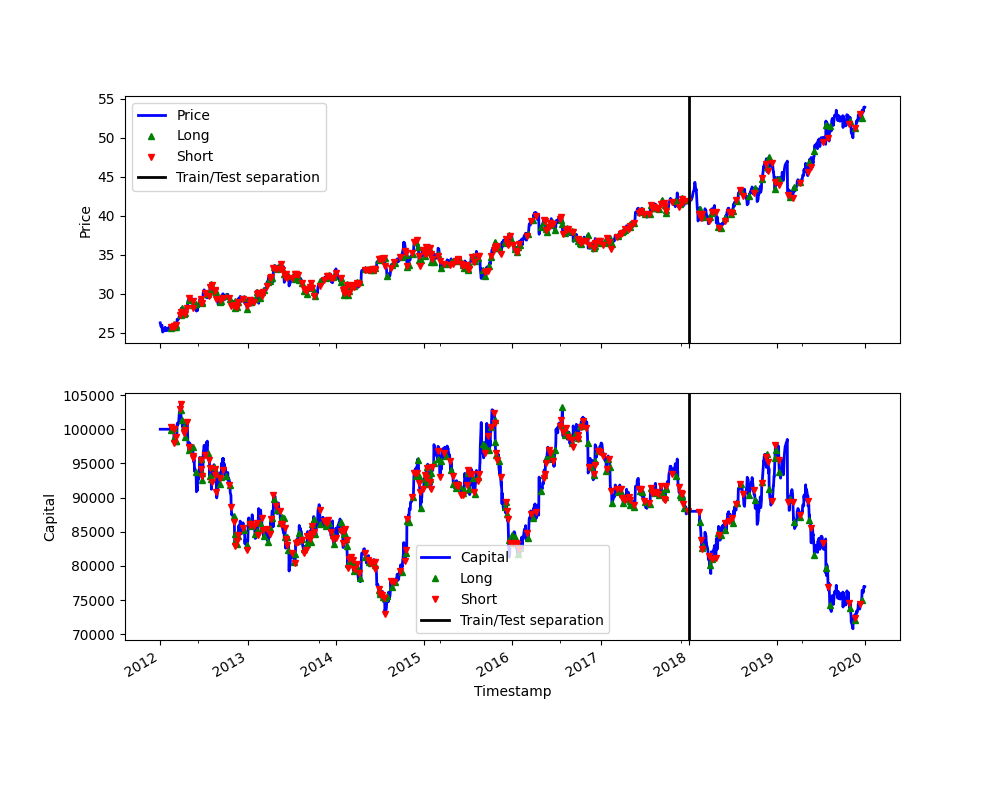 55
50
45
40
35
30
25
Price
Price
Long
Short
Train/Test separation
105000
100000
95000
90000
85000
80000
75000
70000
Capital
Capital
Long
Short
Train/Test separation
2012
2013
2014
2015
2016
2017
2018
2019
2020
Timestamp